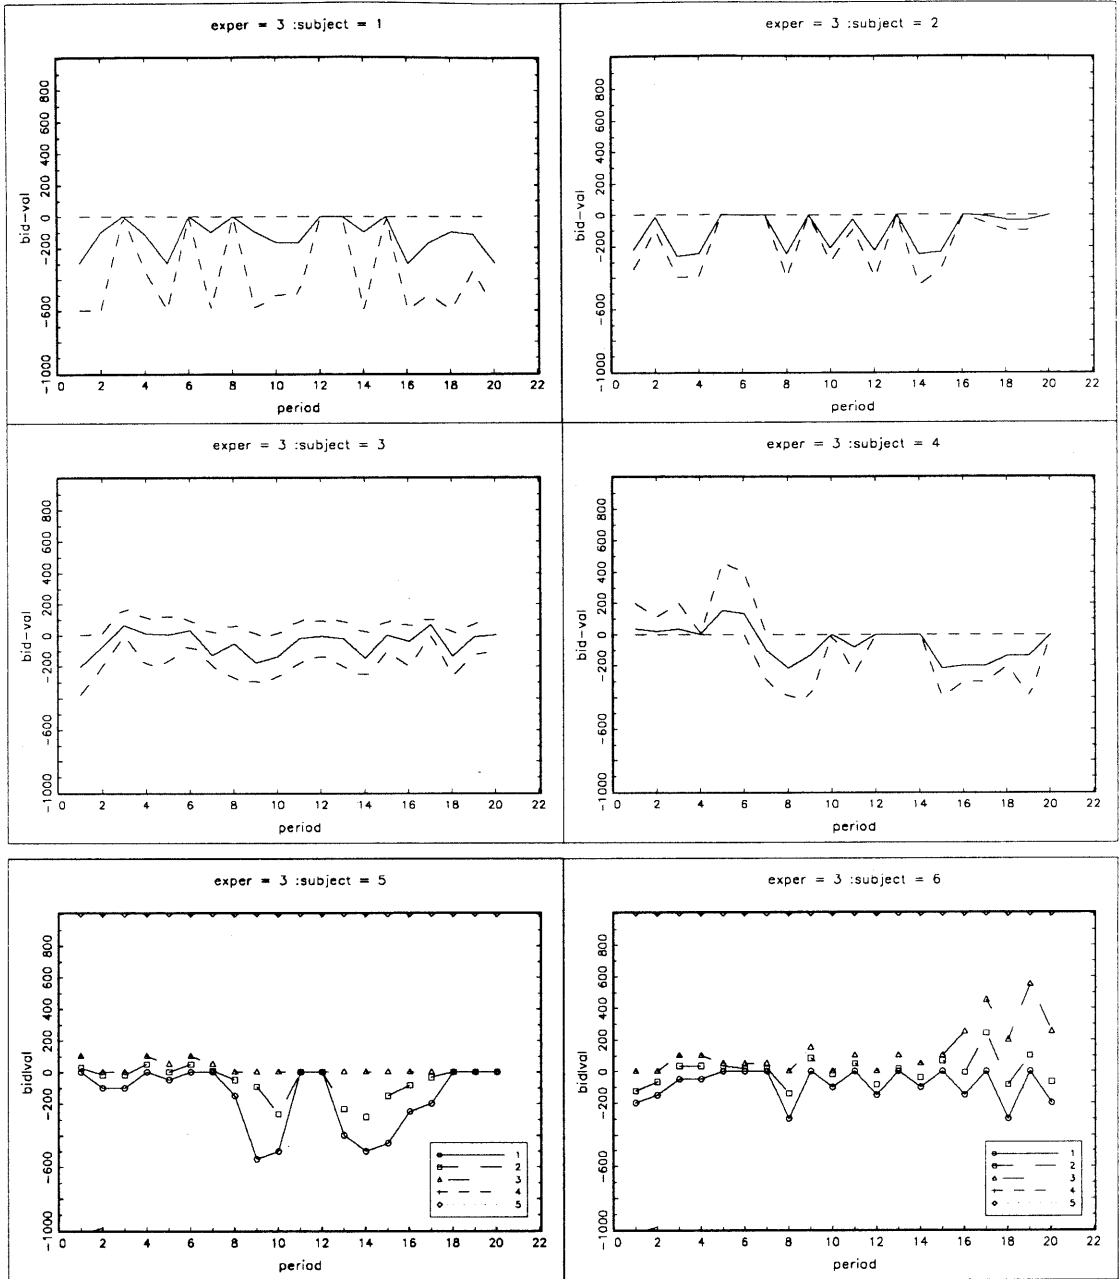 exper = 3 :subject = 1
bid-val
800
600
400
200
0
-200
-600
-1000
0 2 4 6 8 10 12 14 16 18 20 22
period
exper = 3 :subject = 2
bid-val
800
600
400
200
0
-200
-600
-1000
0 2 4 6 8 10 12 14 16 18 20 22
period
exper = 3 :subject = 3
bid-val
800
600
400
200
0
-200
-600
-1000
0 2 4 6 8 10 12 14 16 18 20 22
period
exper = 3 :subject = 4
bid-val
800
600
400
200
0
-200
-600
-1000
0 2 4 6 8 10 12 14 16 18 20 22
period
exper = 3 :subject = 5
bidlval
800
600
400
200
0
-200
-600
-1000
0 2 4 6 8 10 12 14 16 18 20 22
period
1
2
3
4
5
exper = 3 :subject = 6
bidlval
800
600
400
200
0
-200
-600
-1000
0 2 4 6 8 10 12 14 16 18 20 22
period
1
2
3
4
5